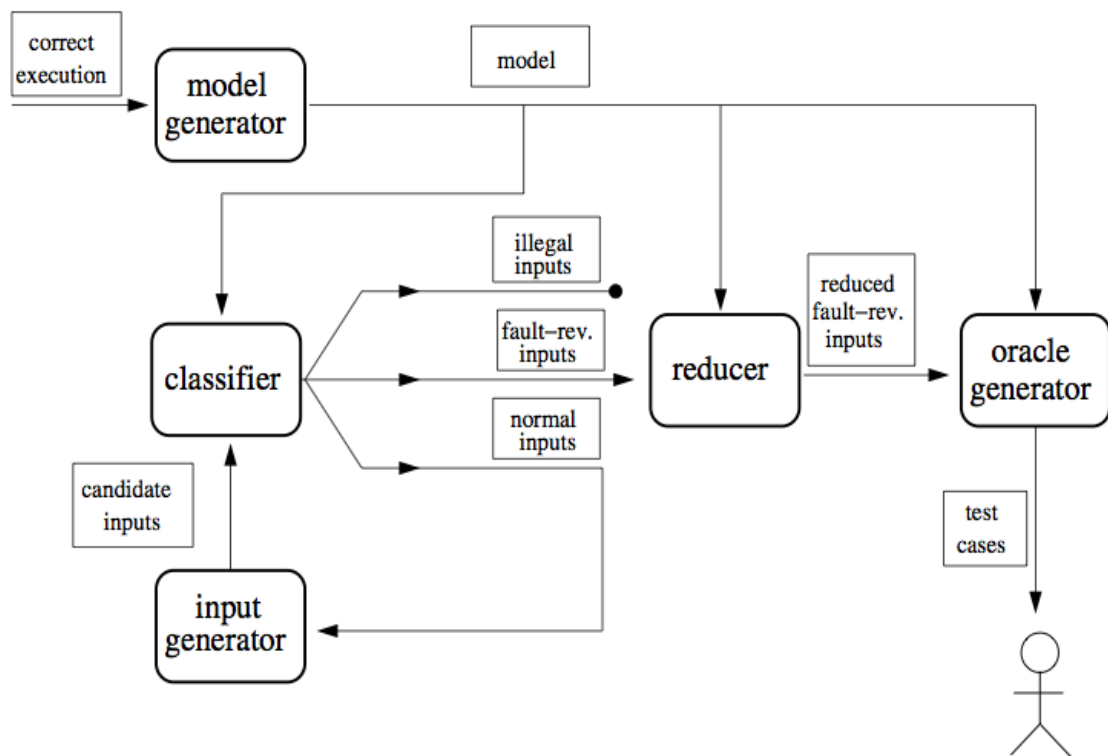 correct
execution
model
generator
model
illegal
inputs
fault–rev.
inputs
normal
inputs
classifier
reducer
reduced
fault–rev.
inputs
oracle
generator
candidate
inputs
input
generator
test
cases